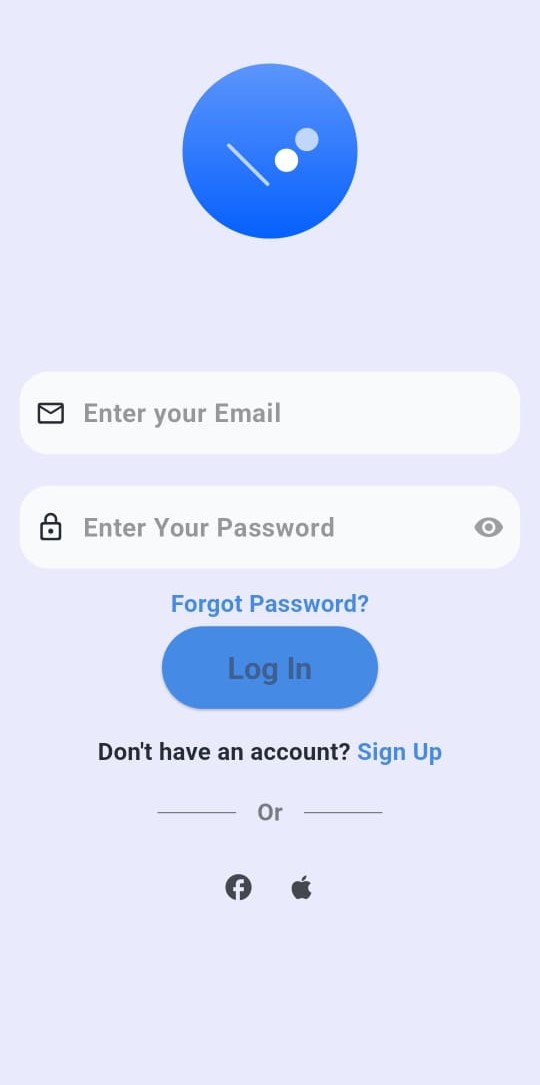 Enter your Email
Enter Your Password
Forgot Password?
Log In
Don't have an account? Sign Up
Or